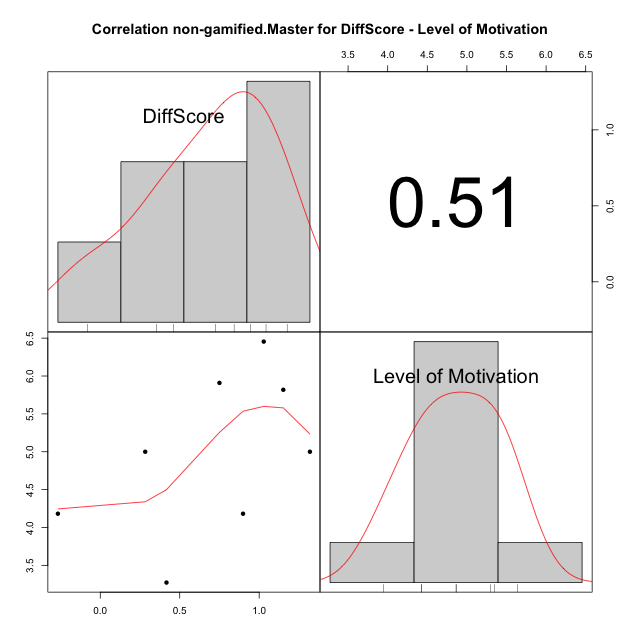 Correlation non-gamified.Master for DiffScore - Level of Motivation
3.5 4.0 4.5 5.0 5.5 6.0 6.5
DiffScore
0.51
1.0
0.5
0.0
6.5
6.0
5.5
5.0
4.5
4.0
3.5
Level of Motivation
0.0 0.5 1.0